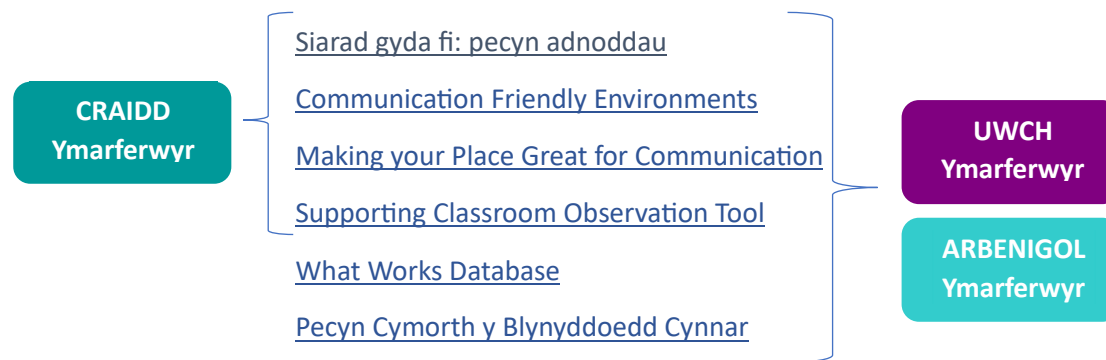 CRAIDD
Ymarferwyr
Siarad gyda fi: pecyn adnoddau
Communication Friendly Environments
Making your Place Great for Communication
Supporting Classroom Observation Tool
What Works Database
Pecyn Cymorth y Blynyddoedd Cynnar
UWCH
Ymarferwyr
ARBENIGOL
Ymarferwyr